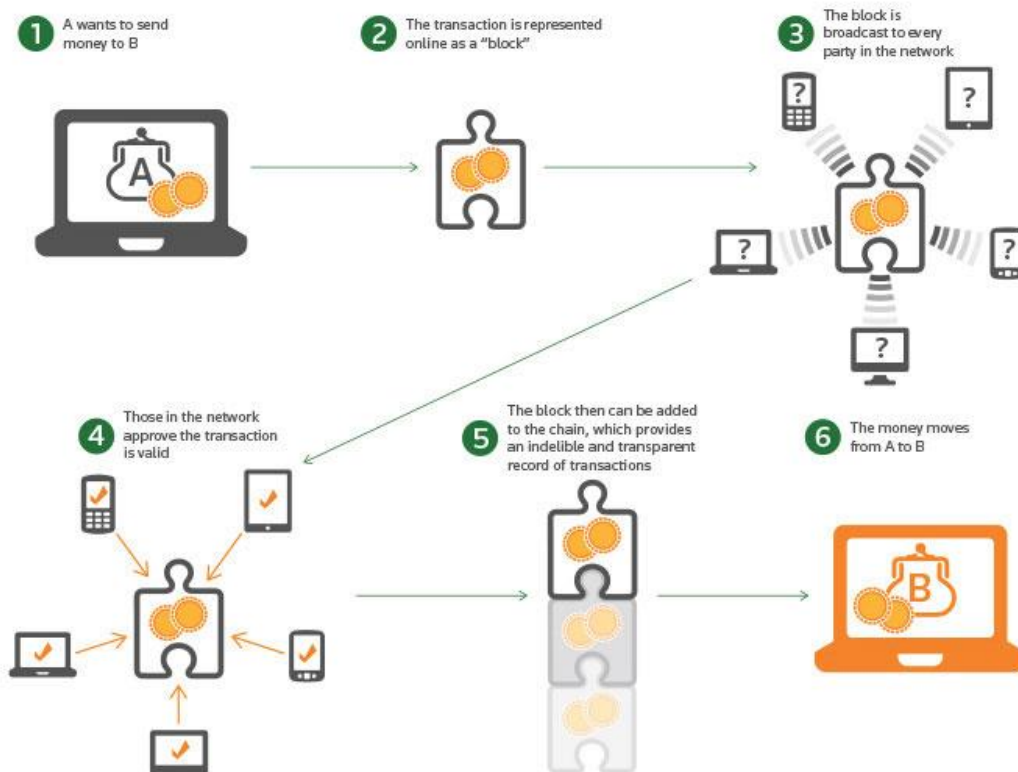 1
A wants to send
money to B
2
The transaction is represented
online as a “block”
3
The block is
broadcast to every
party in the network
A
?
?
?
?
?
4
Those in the network
approve the transaction
is valid
5
The block then can be added
to the chain, which provides
an indelible and transparent
record of transactions
6
The money moves
from A to B
B